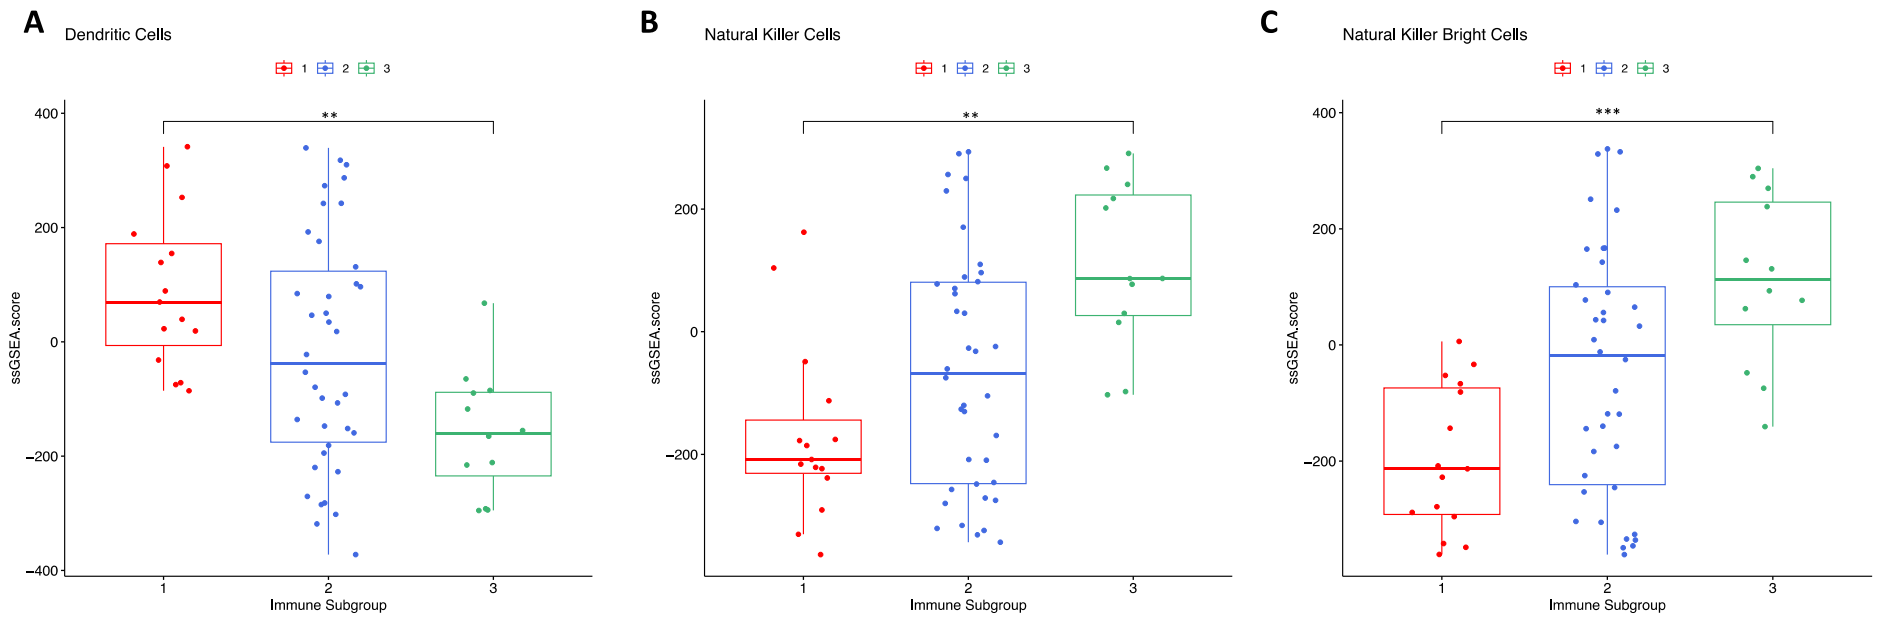 A
Dendritic Cells
1 2 3
**
400
200
0
−200
−400
ssGSEA.score
1 2 3
Immune Subgroup
B
Natural Killer Cells
1 2 3
**
200
0
−200
ssGSEA.score
1 2 3
Immune Subgroup
C
Natural Killer Bright Cells
1 2 3
***
400
200
0
−200
ssGSEA.score
1 2 3
Immune Subgroup